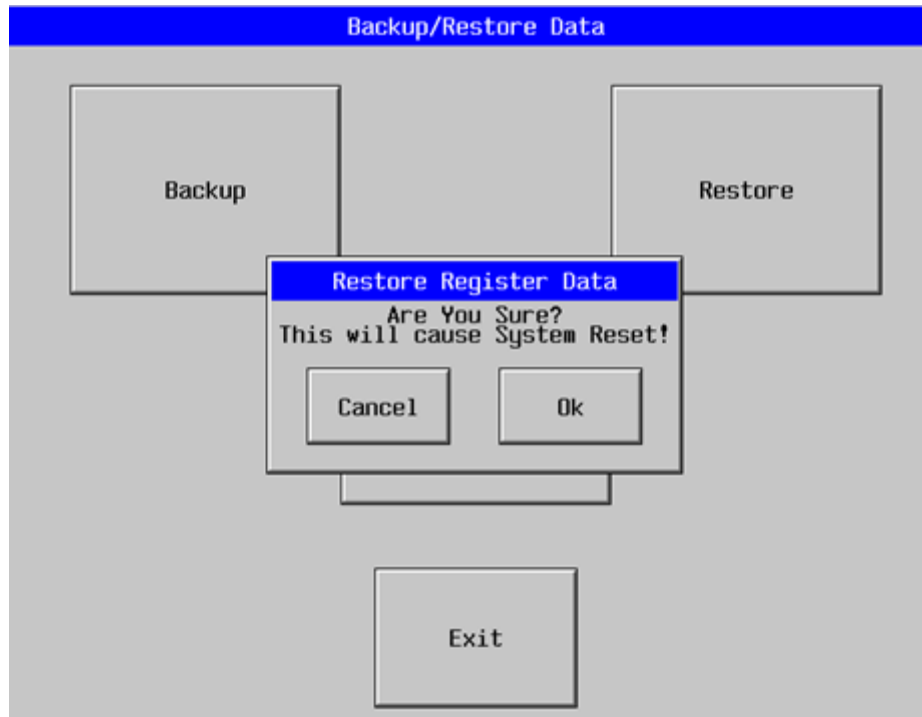 Backup/Restore Data
Backup
Restore
Restore Register Data
Are You Sure?
This will cause System Reset!
Cancel
Ok
Exit